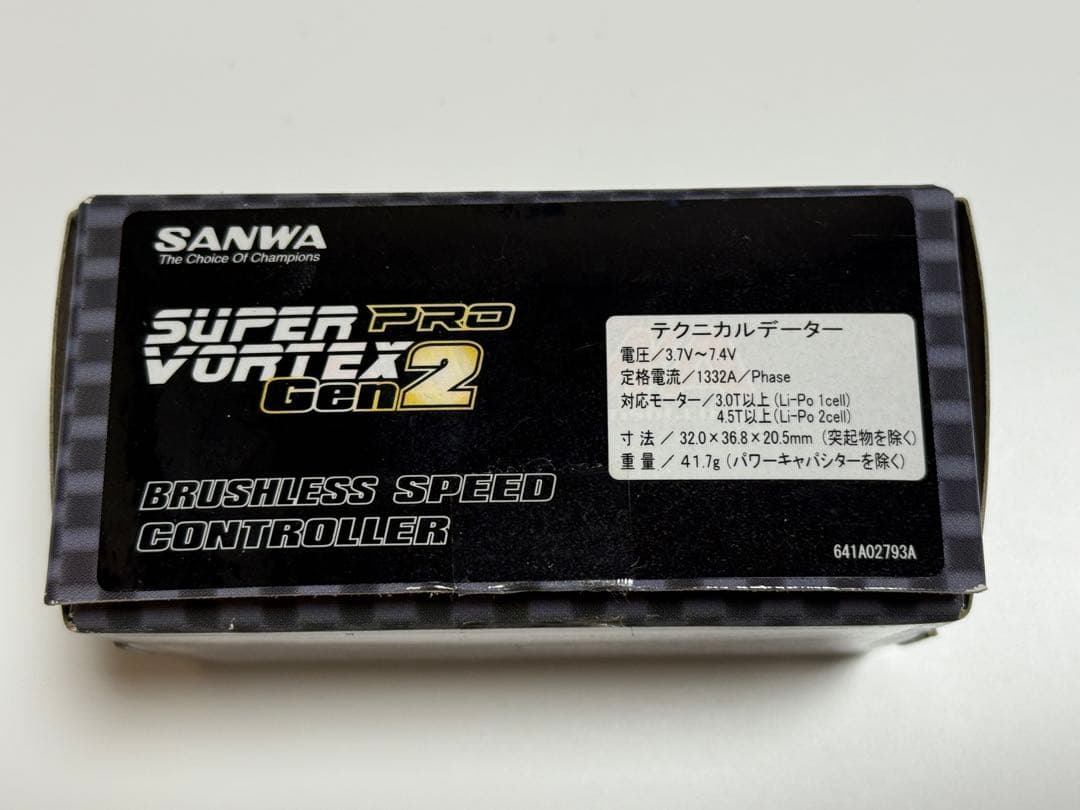 SANWA
The Choice Of Champions
SUPER PRO
VORTEX
Gen2
BRUSHLESS SPEED
CONTROLLER
テクニカルデーター
電圧／3.7V～7.4V
定格電流／1332A／Phase
対応モーター／3.0T以上(Li-Po 1cell)
4.5T以上(Li-Po 2cell)
寸法／32.0×36.8×20.5mm（突起物を除く）
重量／41.7g（パワーキャパシターを除く）
641A02793A